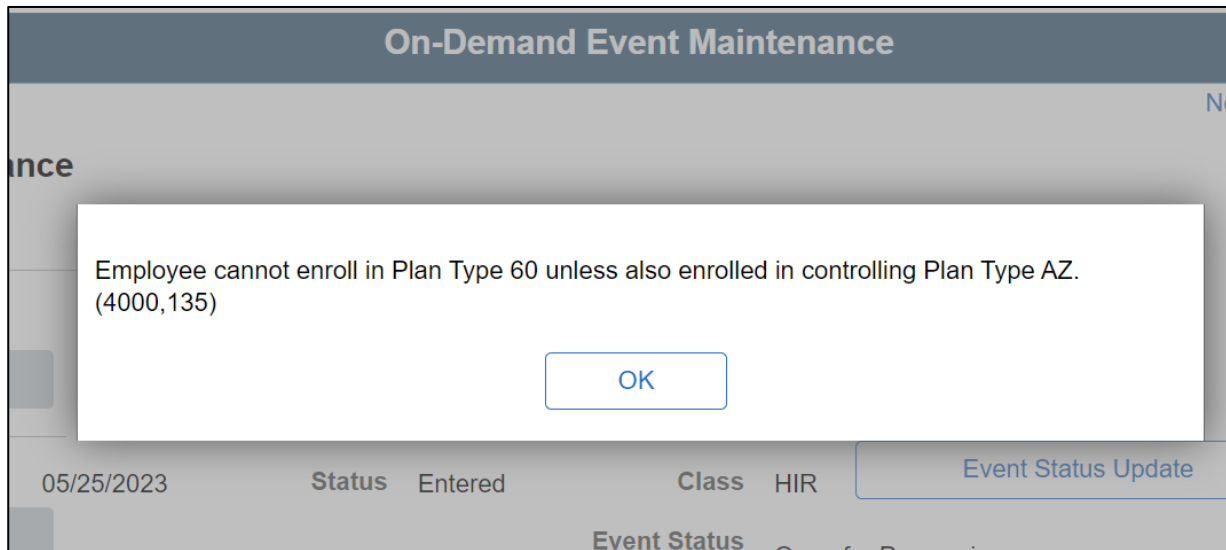 On-Demand Event Maintenance
Employee cannot enroll in Plan Type 60 unless also enrolled in controlling Plan Type AZ.
(4000,135)
OK
05/25/2023 Status Entered Class HIR Event Status Update
Event Status